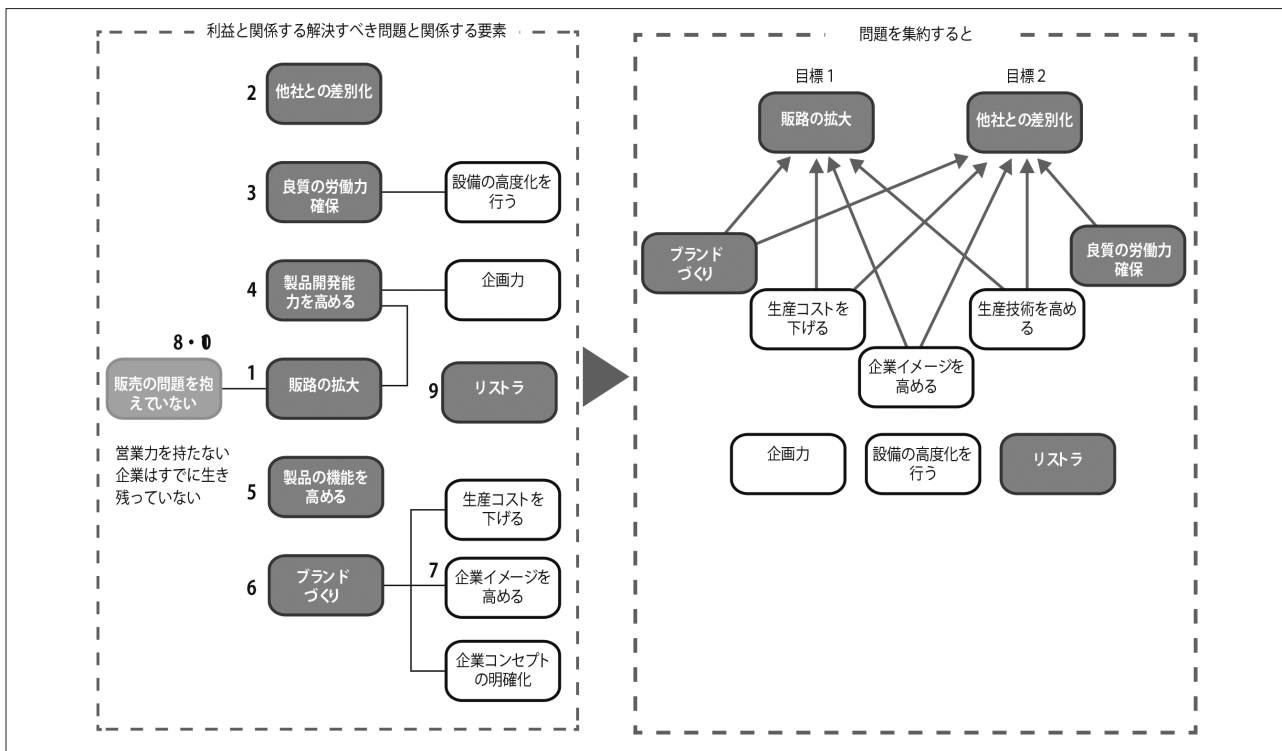 利益と関係する解決すべき問題と関係する要素
2
他社との差別化
3
良質の労働力
確保
設備の高度化を
行う
4
製品開発能
力を高める
企画力
8・10
販売の問題を抱
えていない
1
販路の拡大
9
リストラ
営業力を持たない
企業はすでに生き
残っていない
5
製品の機能を
高める
生産コストを
下げる
6
ブランド
づくり
7
企業イメージを
高める
企業コンセプト
の明確化
問題を集約すると
目標1
目標2
販路の拡大
他社との差別化
ブランド
づくり
良質の労働力
確保
生産コストを
下げる
生産技術を高め
る
企業イメージを
高める
企画力
設備の高度化を
行う
リストラ